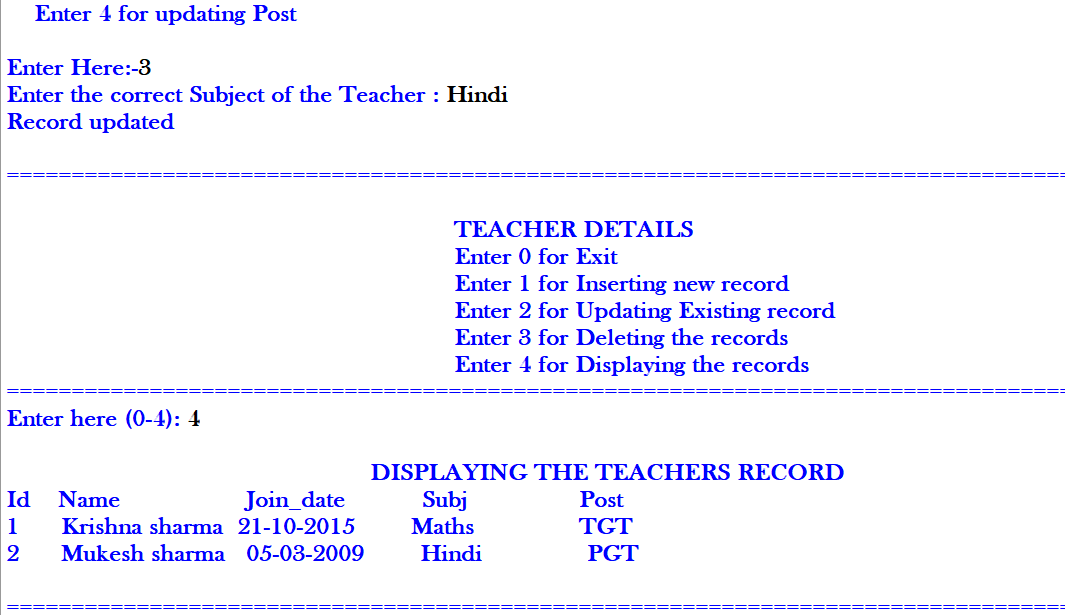 Enter 4 for updating Post
Enter Here:-3
Enter the correct Subject of the Teacher : Hindi
Record updated
================================================================================
TEACHER DETAILS
Enter 0 for Exit
Enter 1 for Inserting new record
Enter 2 for Updating Existing record
Enter 3 for Deleting the records
Enter 4 for Displaying the records
================================================================================
Enter here (0-4): 4
DISPLAYING THE TEACHERS RECORD
Id Name Join_date Subj Post
1 Krishna sharma 21-10-2015 Maths TGT
2 Mukesh sharma 05-03-2009 Hindi PGT
================================================================================